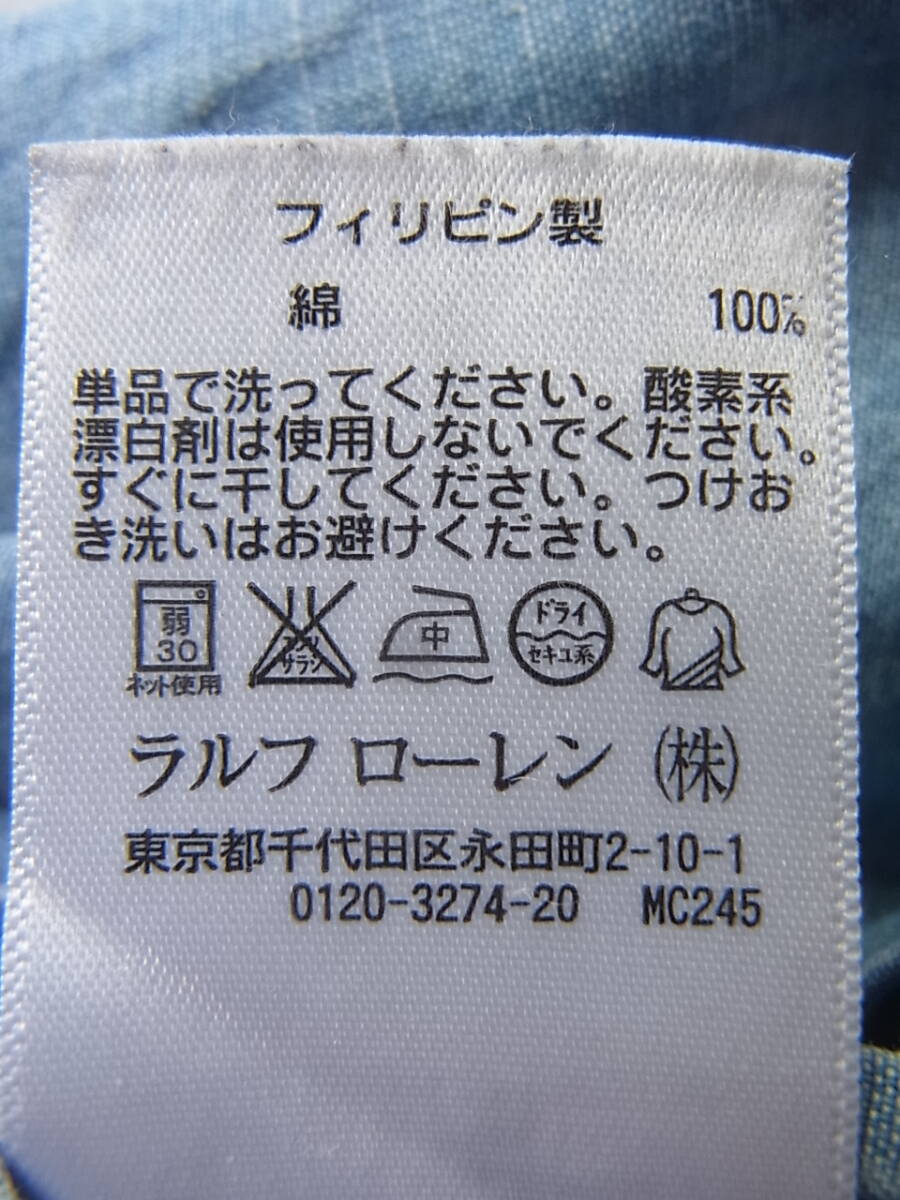 フィリピン製
綿 100%
単品で洗ってください。酸素系
漂白剤は使用しないでください。
すぐに干してください。つけお
き洗いはお避けください。
弱
30
ネット使用
サラシ
中
ドライ
セキユ系
ラルフ ローレン ㈱
東京都千代田区永田町2-10-1
0120-3274-20 MC245